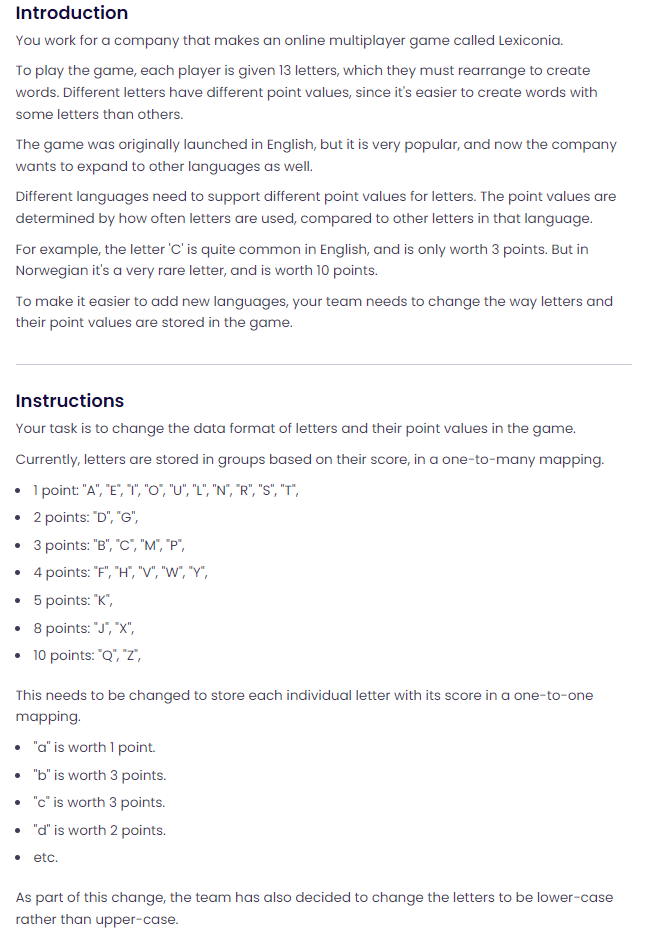 Introduction
You work for a company that makes an online multiplayer game called Lexiconia.
To play the game, each player is given 13 letters, which they must rearrange to create
words. Different letters have different point values, since it's easier to create words with
some letters than others.
The game was originally launched in English, but it is very popular, and now the company
wants to expand to other languages as well.
Different languages need to support different point values for letters. The point values are
determined by how often letters are used, compared to other letters in that language.
For example, the letter 'C' is quite common in English, and is only worth 3 points. But in
Norwegian it's a very rare letter, and is worth 10 points.
To make it easier to add new languages, your team needs to change the way letters and
their point values are stored in the game.
Instructions
Your task is to change the data format of letters and their point values in the game.
Currently, letters are stored in groups based on their score, in a one-to-many mapping.
• 1 point: "A", "E", "I", "O", "U", "L", "N", "R", "S", "T",
• 2 points: "D", "G",
• 3 points: "B", "C", "M", "P",
• 4 points: "F", "H", "V", "W", "Y",
• 5 points: "K",
• 8 points: "J", "X",
• 10 points: "Q", "Z",
This needs to be changed to store each individual letter with its score in a one-to-one
mapping.
• "a" is worth 1 point.
• "b" is worth 3 points.
• "c" is worth 3 points.
• "d" is worth 2 points.
• etc.
As part of this change, the team has also decided to change the letters to be lower-case
rather than upper-case.